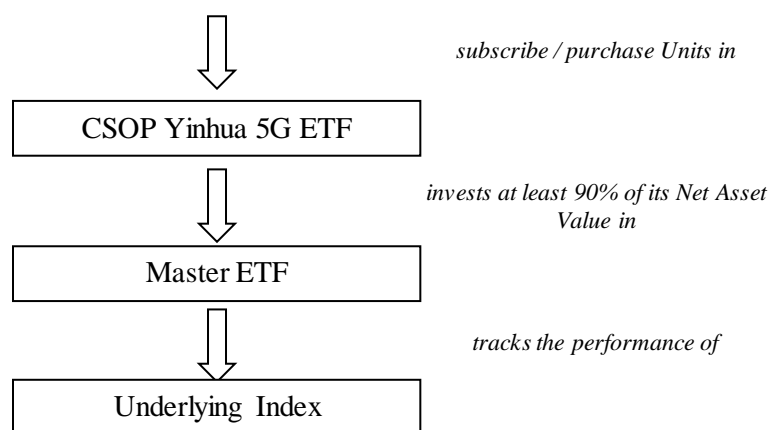 subscribe / purchase Units in
CSOP Yinhua 5G ETF
invests at least 90% of its Net Asset
Value in
Master ETF
tracks the performance of
Underlying Index